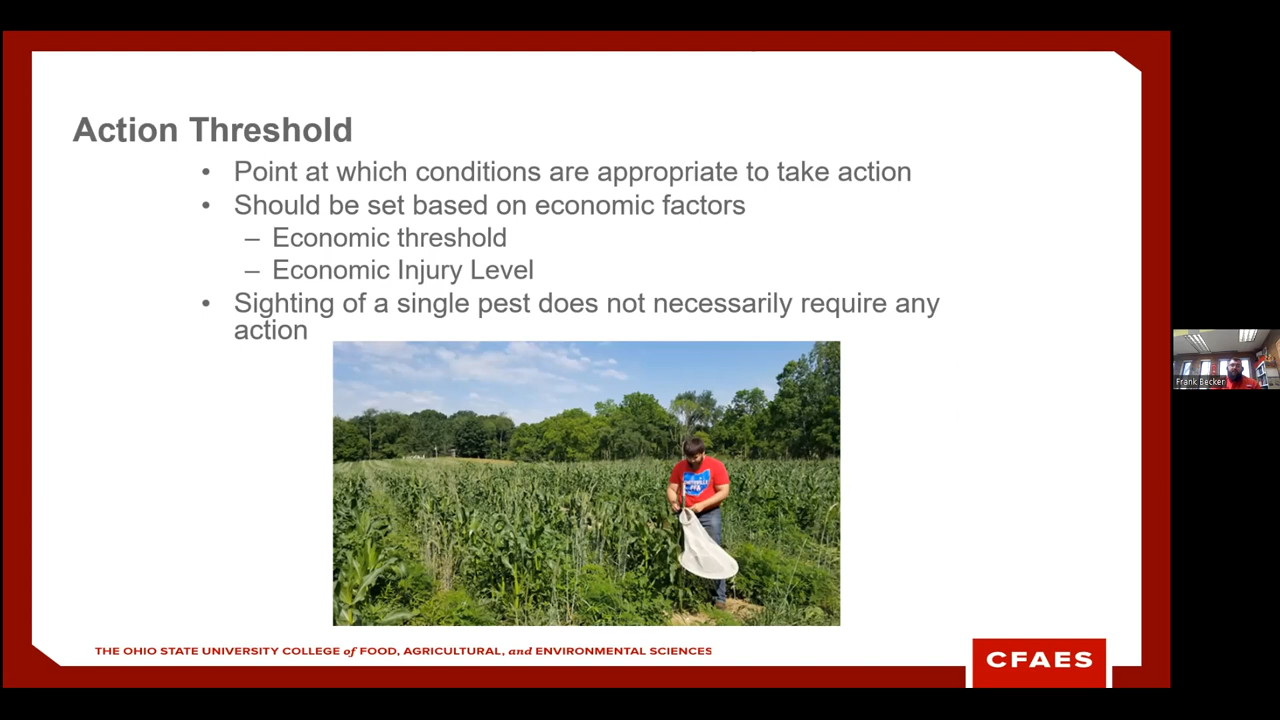 Action Threshold
• Point at which conditions are appropriate to take action
• Should be set based on economic factors
– Economic threshold
– Economic Injury Level
• Sighting of a single pest does not necessarily require any
action
Frank Becker
THE OHIO STATE UNIVERSITY COLLEGE of FOOD, AGRICULTURAL, and ENVIRONMENTAL SCIENCES
CFAES